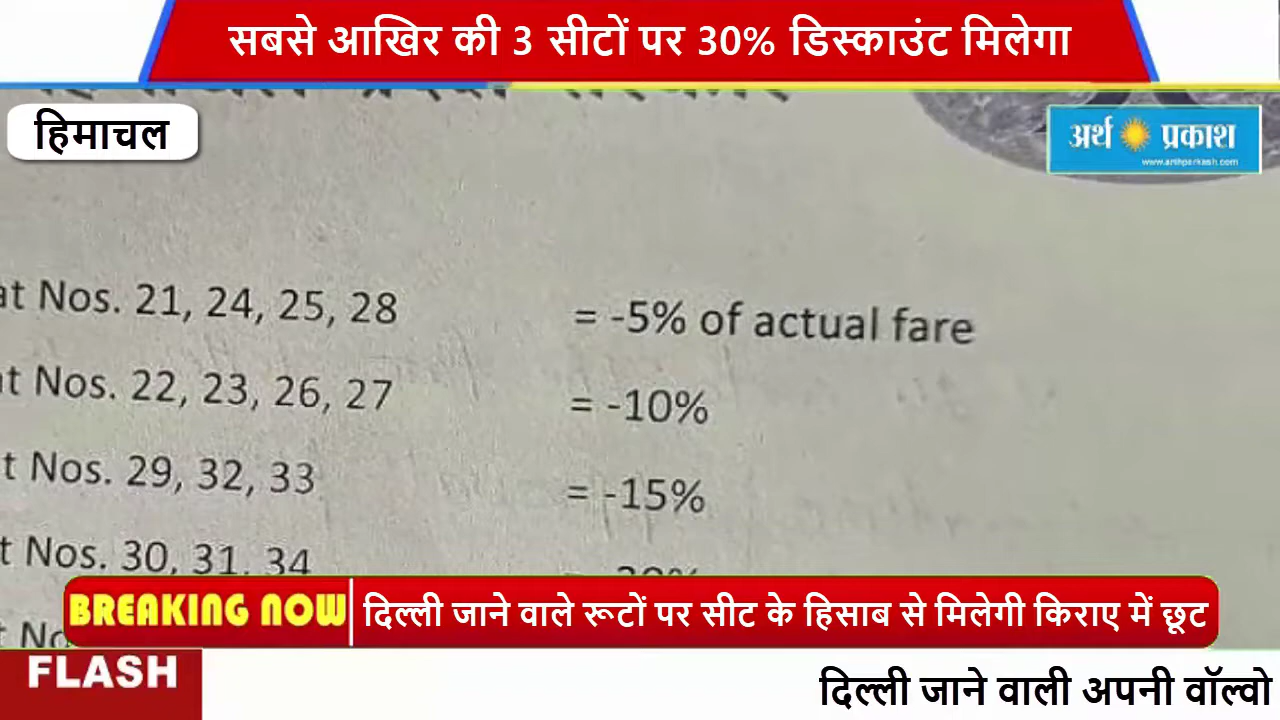 सबसे आखिर की 3 सीटों पर 30% डिस्काउंट मिलेगा
हिमाचल
अर्थ प्रकाश
www.arthparkash.com
at Nos. 21, 24, 25, 28 = -5% of actual fare
at Nos. 22, 23, 26, 27 = -10%
t Nos. 29, 32, 33 = -15%
t Nos. 30, 31, 34
BREAKING NOW दिल्ली जाने वाले रूटों पर सीट के हिसाब से मिलेगी किराए में छूट
FLASH दिल्ली जाने वाली अपनी वॉल्वो